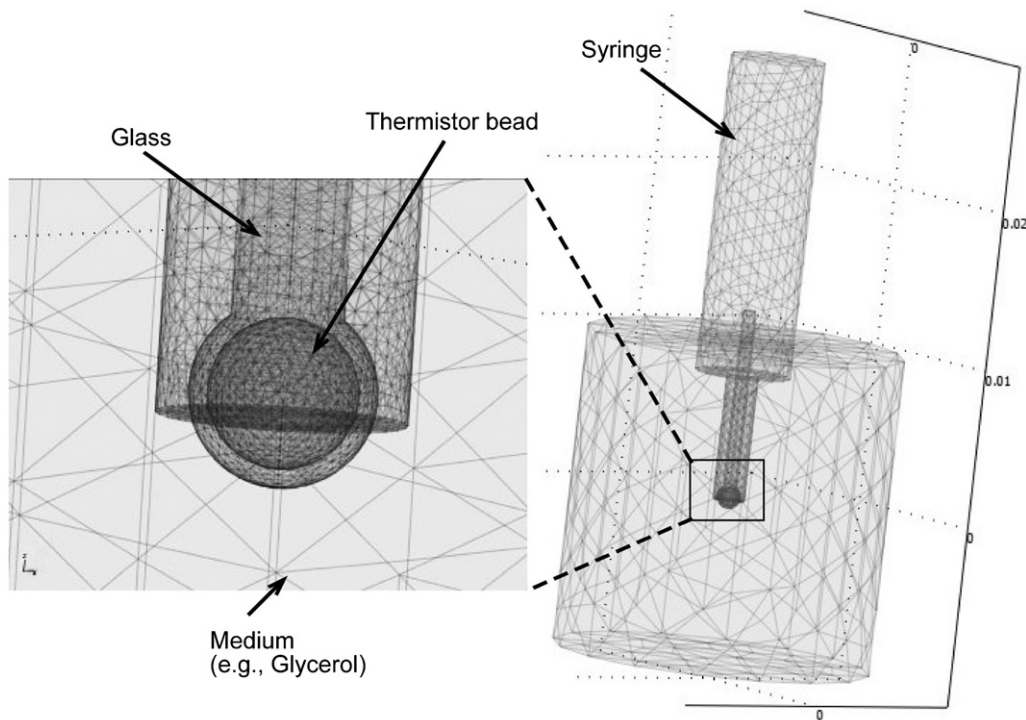 Syringe
0
Thermistor bead
Glass
0.02
0.01
0
Medium
(e.g., Glycerol)
0